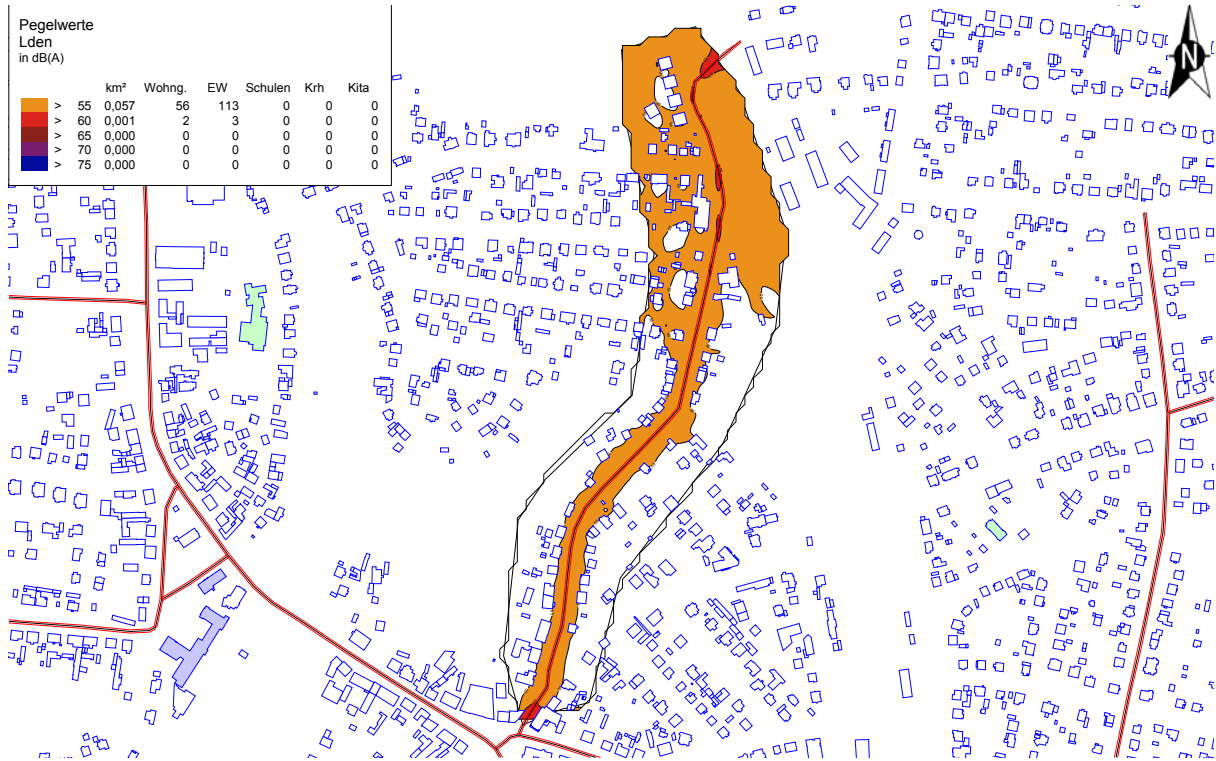 Pegelwerte
Lden
in dB(A)
km² Wohng. EW Schulen Krh Kita
> 55 0,057 56 113 0 0 0
> 60 0,001 2 3 0 0 0
> 65 0,000 0 0 0 0 0
> 70 0,000 0 0 0 0 0
> 75 0,000 0 0 0 0 0
N